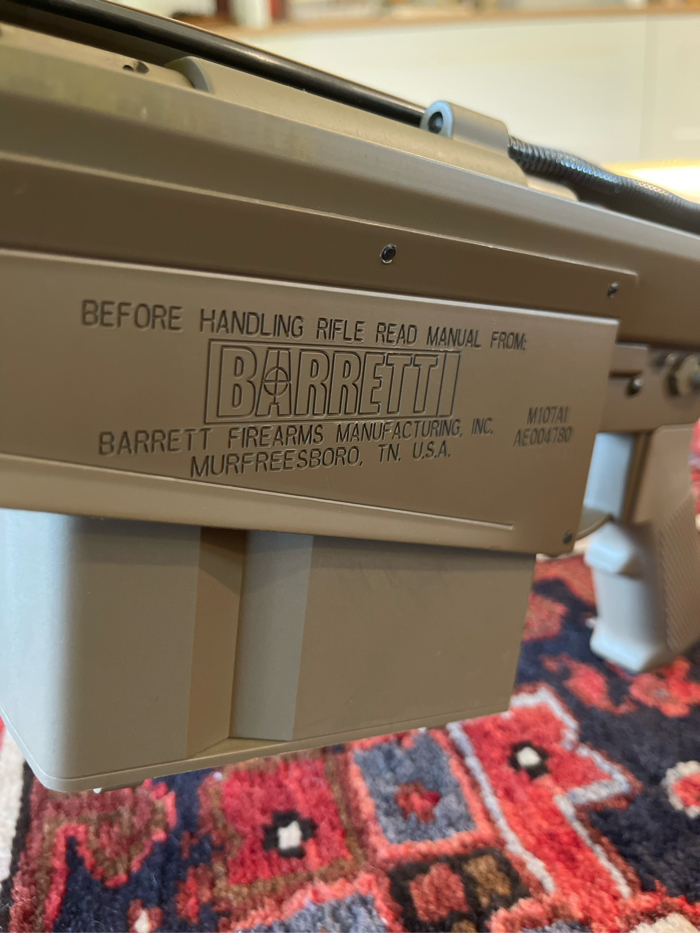 BEFORE HANDLING RIFLE READ MANUAL FROM:
BARRETT
BARRETT FIREARMS MANUFACTURING, INC.
MURFREESBORO, TN. U.S.A.
M107A1
AE004780